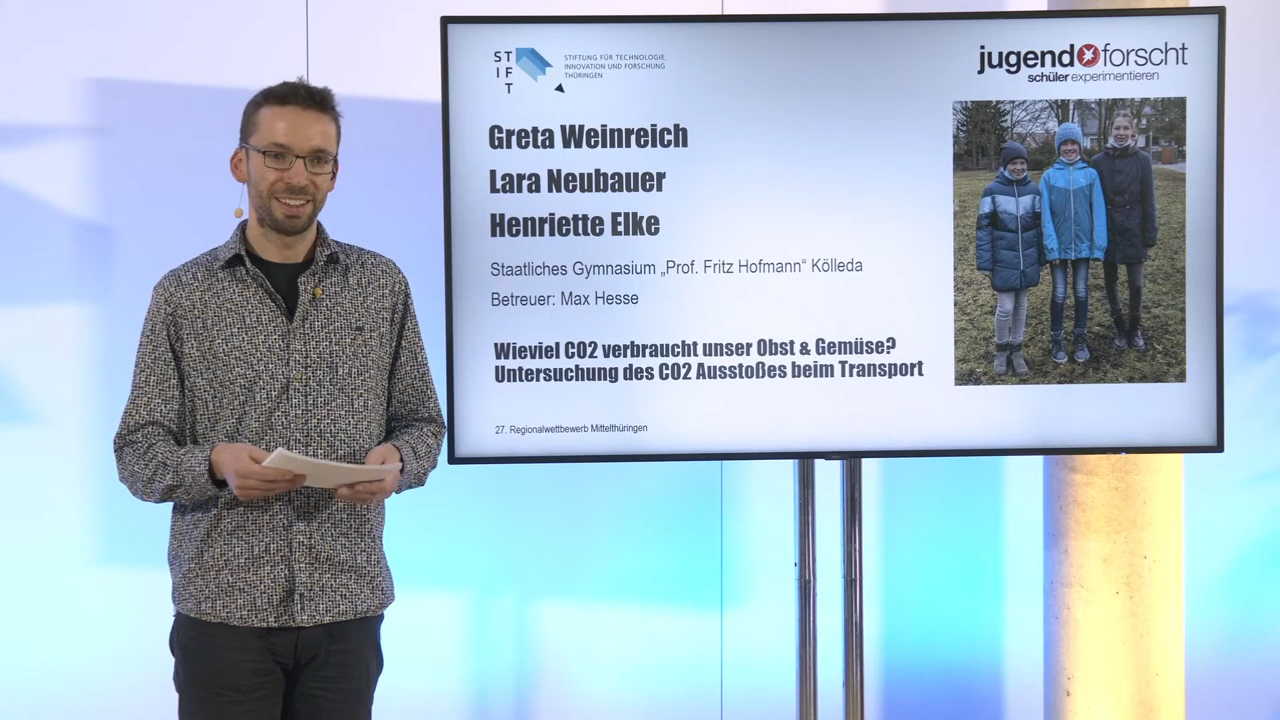 ST
IF
T
STIFTUNG FÜR TECHNOLOGIE,
INNOVATION UND FORSCHUNG
THÜRINGEN
jugend forscht
schüler experimentieren
Greta Weinreich
Lara Neubauer
Henriette Elke
Staatliches Gymnasium „Prof. Fritz Hofmann“ Kölleda
Betreuer: Max Hesse
Wieviel CO2 verbraucht unser Obst & Gemüse?
Untersuchung des CO2 Ausstoßes beim Transport
27. Regionalwettbewerb Mittelthüringen